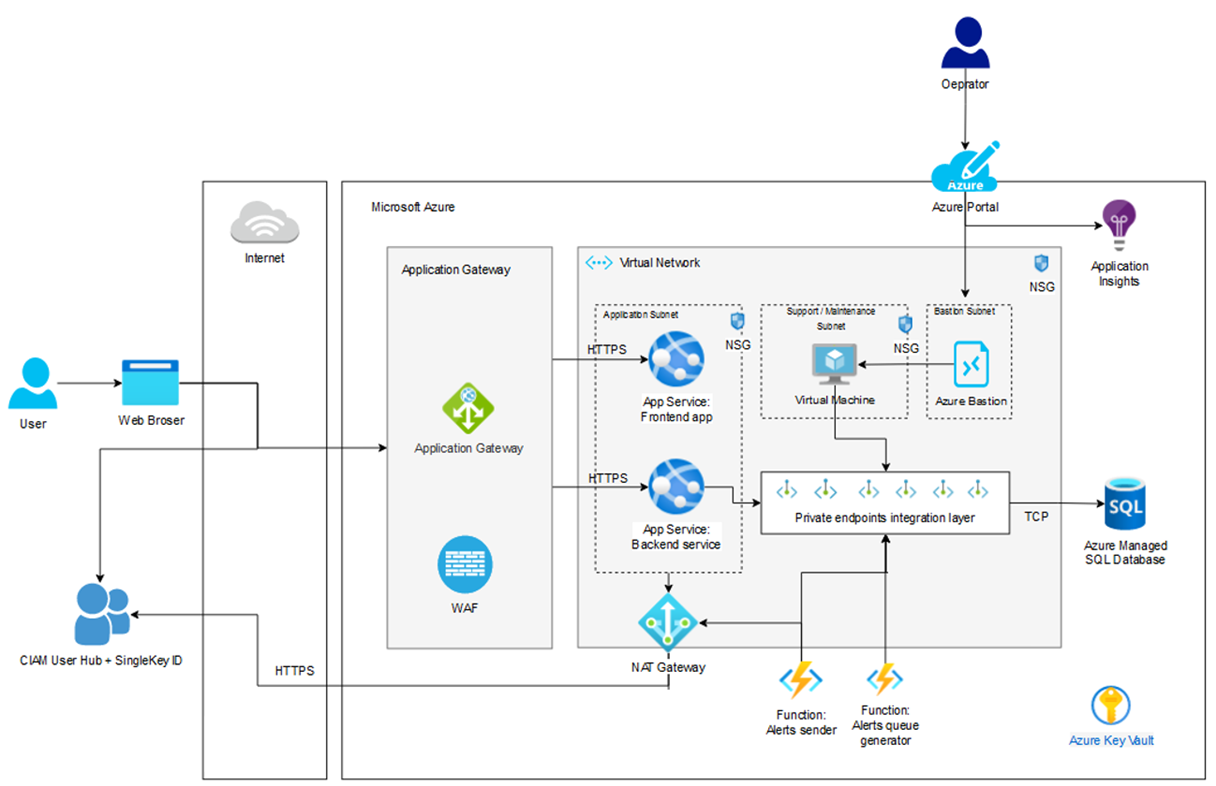 Oeprator
Azure
Azure Portal
Microsoft Azure
Internet
Application
Insights
Application Gateway
Virtual Network
NSG
Application Subnet
NSG
Support / Maintenance
Subnet
NSG
Bastion Subnet
HTTPS
App Service:
Frontend app
Virtual Machine
Azure Bastion
User
Web Broser
Application Gateway
HTTPS
App Service:
Backend service
Private endpoints integration layer
TCP
SQL
Azure Managed
SQL Database
WAF
CIAM User Hub + SingleKey ID
HTTPS
NAT Gateway
Function:
Alerts sender
Function:
Alerts queue
generator
Azure Key Vault